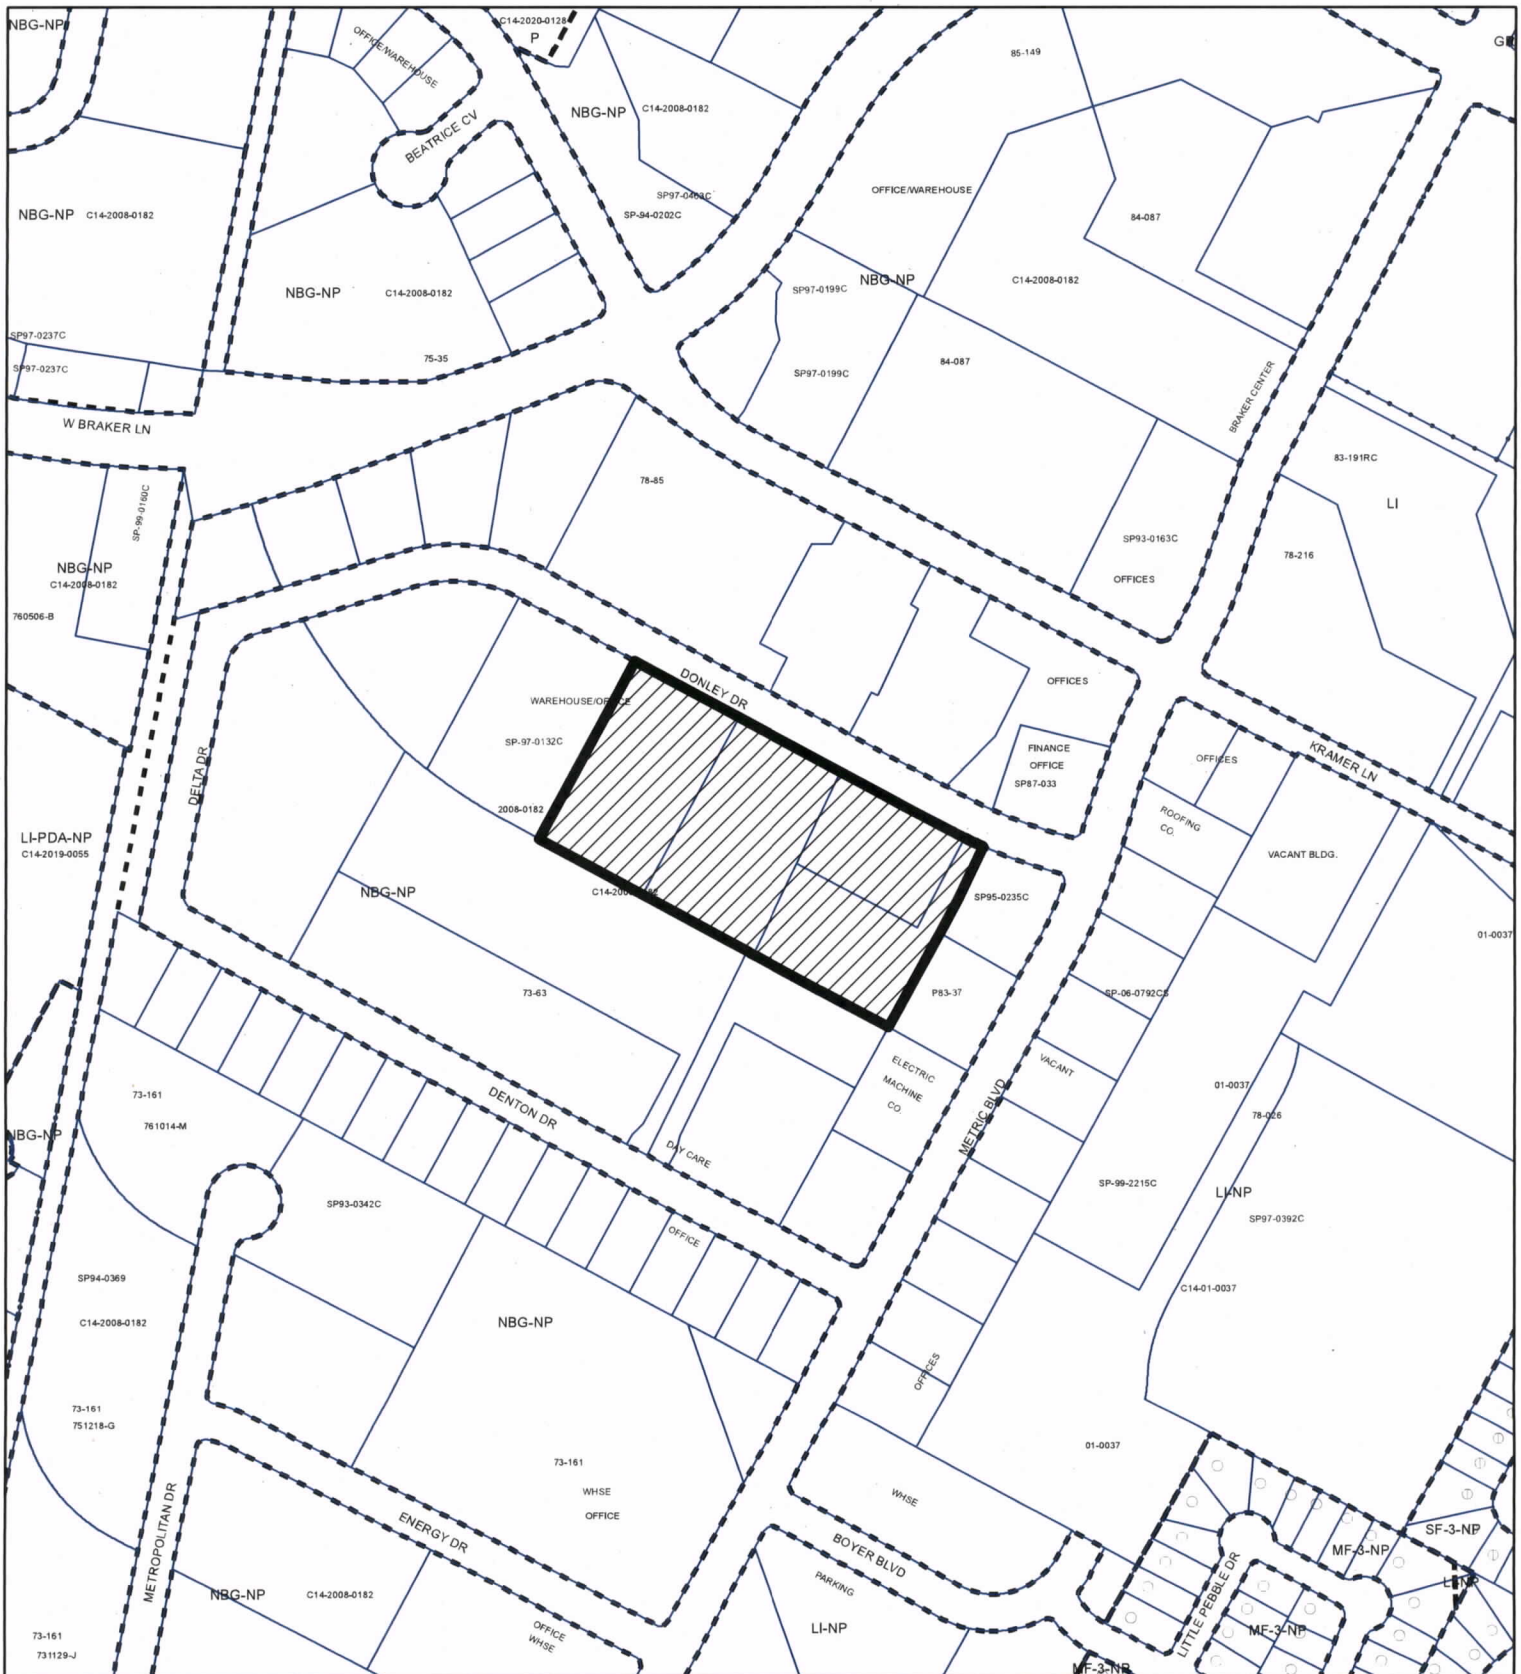 NBG-NP
C14-2020-0128
P
OFFICE/WAREHOUSE
85-149
NBG-NP C14-2008-0182
BEATRICE CV
OFFICE/WAREHOUSE
SP97-0463C
SP-94-0202C
84-087
NBG-NP C14-2008-0182
NBG-NP C14-2008-0182
SP97-0199C
NBG-NP
C14-2008-0182
SP97-0237C
SP97-0237C
75-35
SP97-0199C
84-087
BRAKER CENTER
W BRAKER LN
83-191RC
LI
SP-99-0160C
78-85
SP93-0163C
OFFICES
78-216
NBG-NP
C14-2008-0182
760506-B
DONLEY DR
OFFICES
WAREHOUSE/OFFICE
SP-97-0132C
FINANCE
OFFICE
SP87-033
OFFICES
KRAMER LN
DELTA DR
2008-0182
ROOFING
CO.
VACANT BLDG.
LI-PDA-NP
C14-2019-0055
NBG-NP
SP95-0235C
01-0037
73-63
P83-37
SP-06-0792CS
ELECTRIC
MACHINE
CO.
VACANT
METRIC BLVD
73-161
761014-M
DENTON DR
01-0037
78-026
NBG-NP
DAY CARE
SP93-0342C
SP-99-2215C
LI-NP
SP97-0392C
OFFICE
SP94-0369
C14-2008-0182
C14-01-0037
NBG-NP
OFFICES
73-161
751218-G
01-0037
73-161
WHSE
OFFICE
WHSE
METROPOLITAN DR
ENERGY DR
BOYER BLVD
PARKING
SF-3-NP
MF-3-NP
LI-NP
LITTLE PEBBLE DR
NBG-NP C14-2008-0182
LI-NP
MF-3-NP
OFFICE
WHSE
73-161
731129-J
MF-3-NP